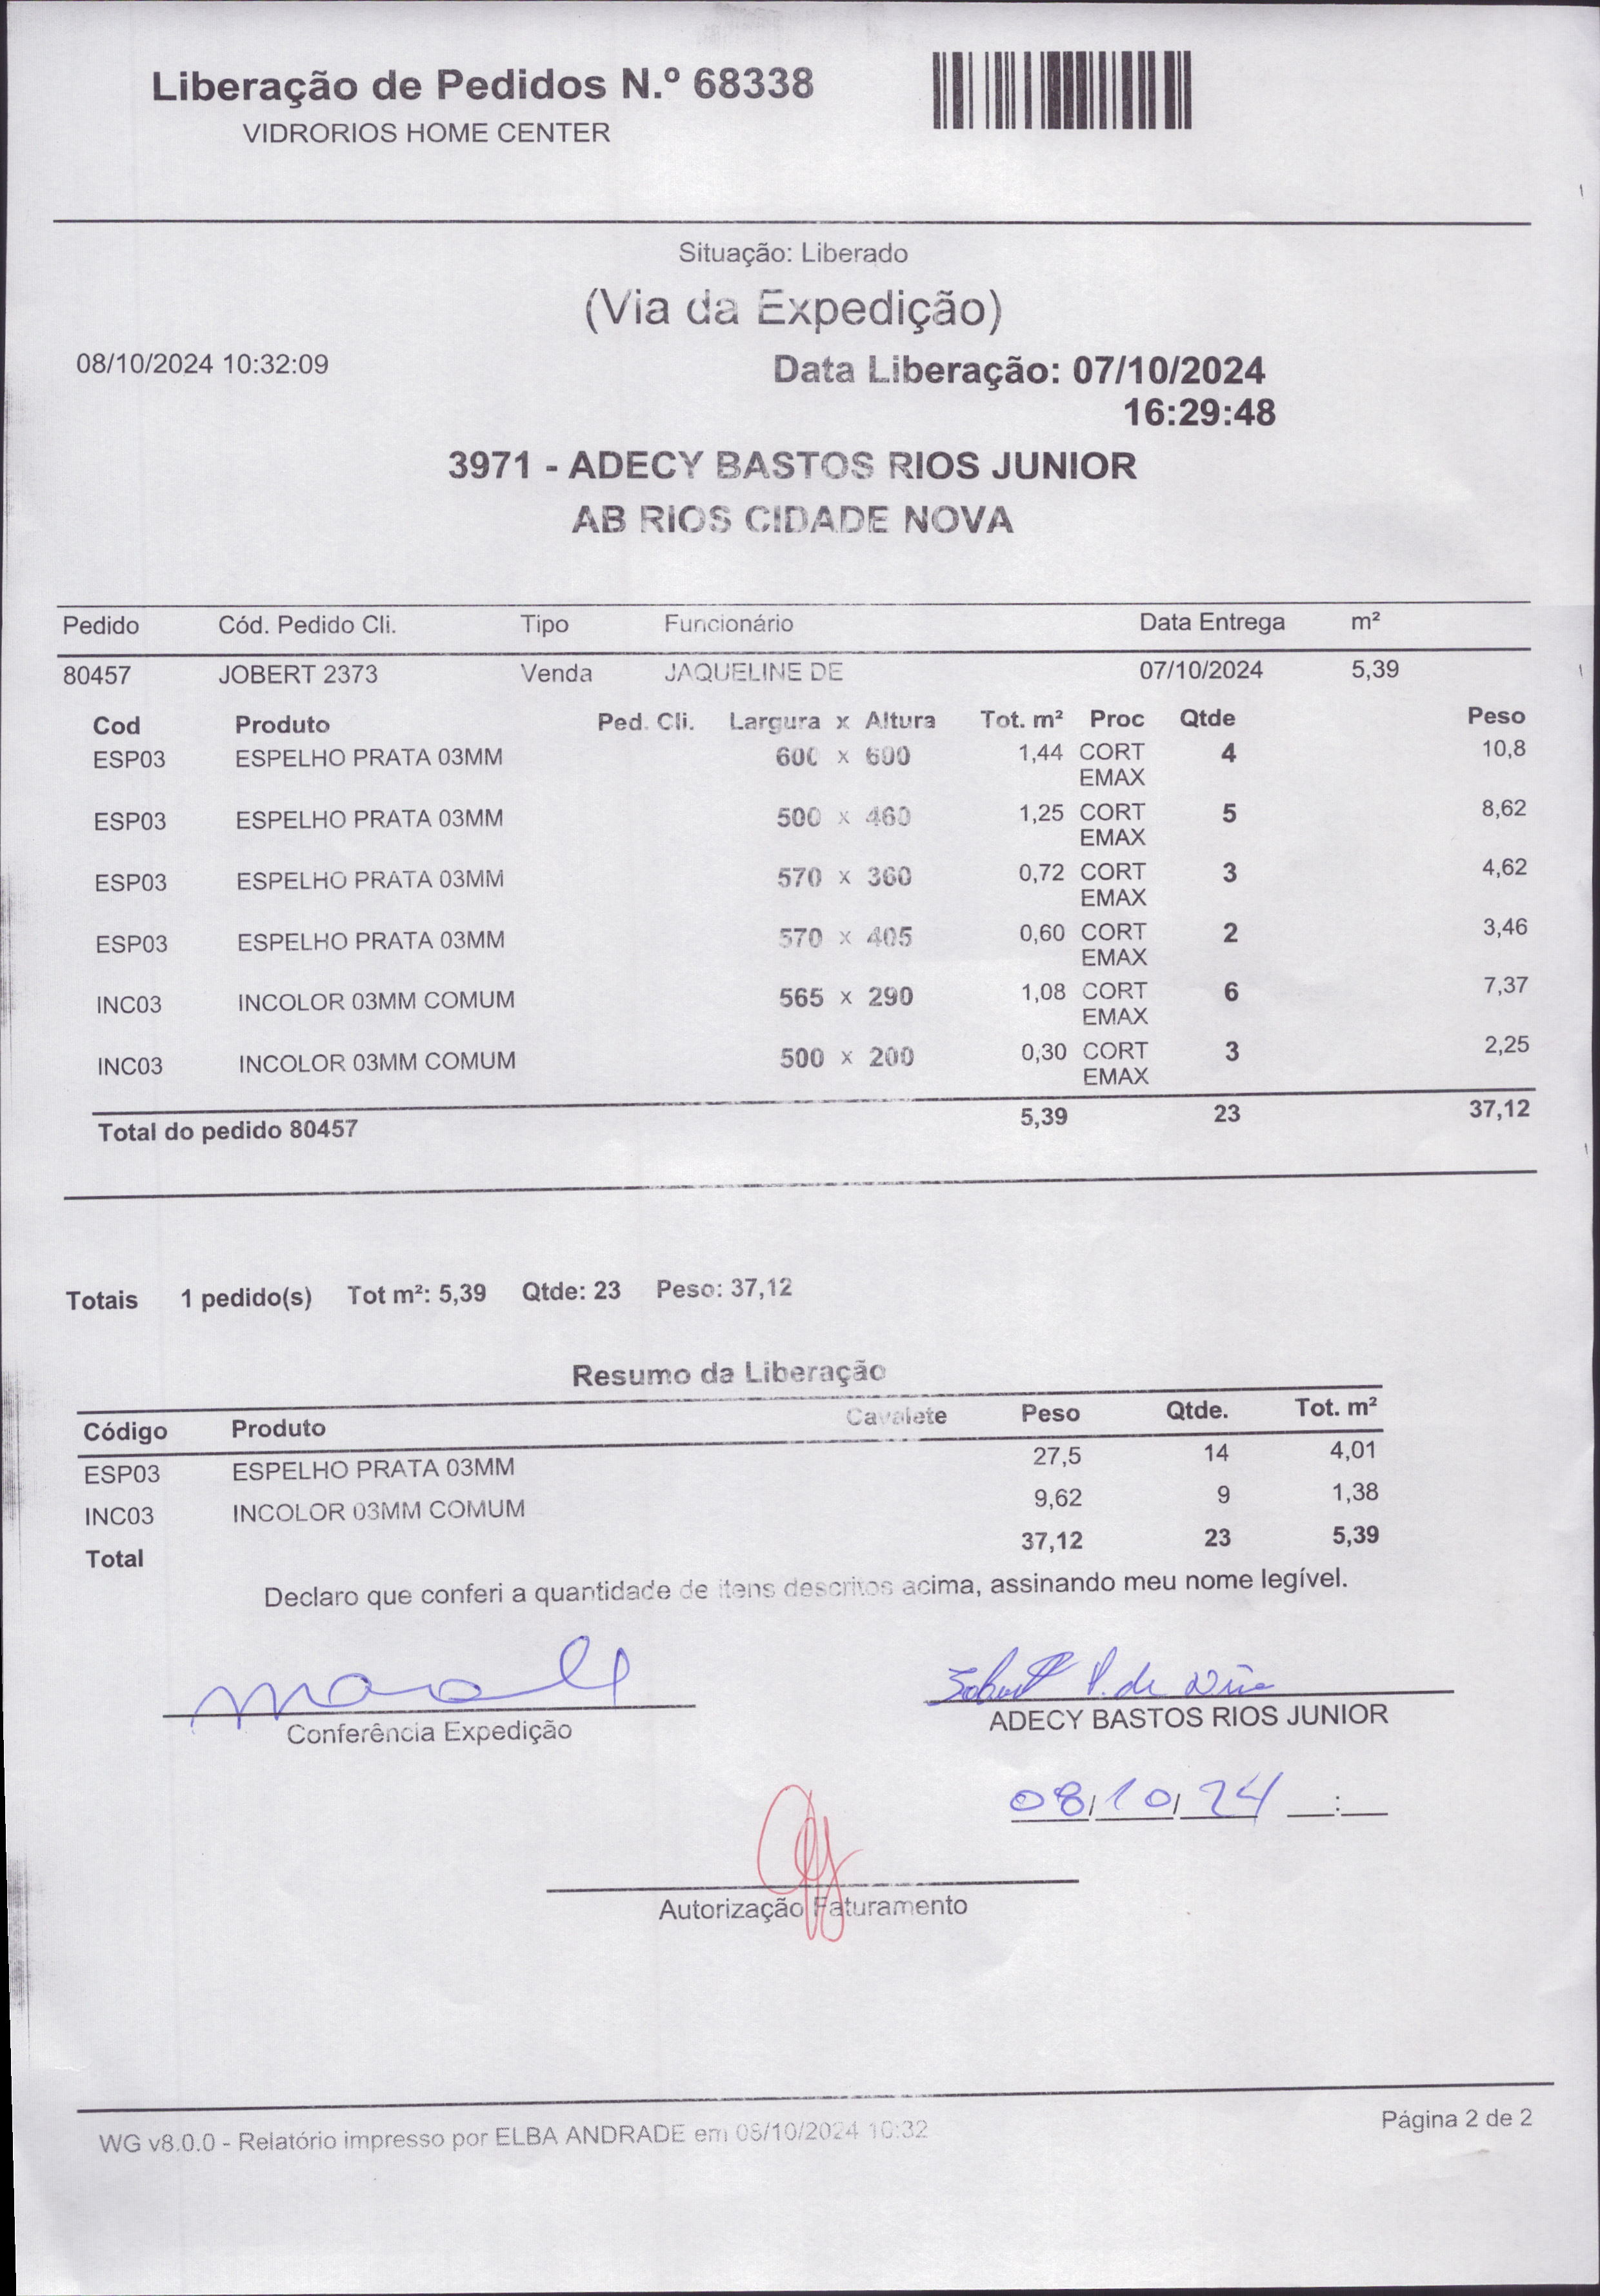 Liberação de Pedidos N.º 68338
VIDRORIOS HOME CENTER
Situação: Liberado
(Via da Expedição)
08/10/2024 10:32:09
Data Liberação: 07/10/2024
16:29:48
3971 - ADECY BASTOS RIOS JUNIOR
AB RIOS CIDADE NOVA
Pedido Cód. Pedido Cli. Tipo Funcionário Data Entrega m²
80457 JOBERT 2373 Venda JAQUELINE DE 07/10/2024 5,39
Cod Produto Ped. Cli. Largura x Altura Tot. m² Proc Qtde Peso
ESP03 ESPELHO PRATA 03MM 600 x 600 1,44 CORT 4 10,8
EMAX
ESP03 ESPELHO PRATA 03MM 500 x 460 1,25 CORT 5 8,62
EMAX
ESP03 ESPELHO PRATA 03MM 570 x 360 0,72 CORT 3 4,62
EMAX
ESP03 ESPELHO PRATA 03MM 570 x 405 0,60 CORT 2 3,46
EMAX
INC03 INCOLOR 03MM COMUM 565 x 290 1,08 CORT 6 7,37
EMAX
INC03 INCOLOR 03MM COMUM 500 x 200 0,30 CORT 3 2,25
EMAX
Total do pedido 80457 5,39 23 37,12
Totais 1 pedido(s) Tot m²: 5,39 Qtde: 23 Peso: 37,12
Resumo da Liberação
Código Produto Cavalete Peso Qtde. Tot. m²
ESP03 ESPELHO PRATA 03MM 27,5 14 4,01
INC03 INCOLOR 03MM COMUM 9,62 9 1,38
Total 37,12 23 5,39
Declaro que conferi a quantidade de itens descritos acima, assinando meu nome legível.
Conferência Expedição
ADECY BASTOS RIOS JUNIOR
08/10/24 __:__
Autorização Faturamento
WG v8.0.0 - Relatório impresso por ELBA ANDRADE em 08/10/2024 10:32
Página 2 de 2